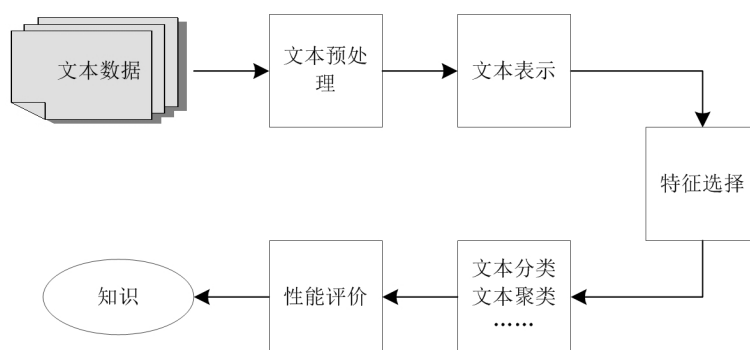 文本数据
文本预处
理
文本表示
特征选择
文本分类
文本聚类
……
性能评价
知识